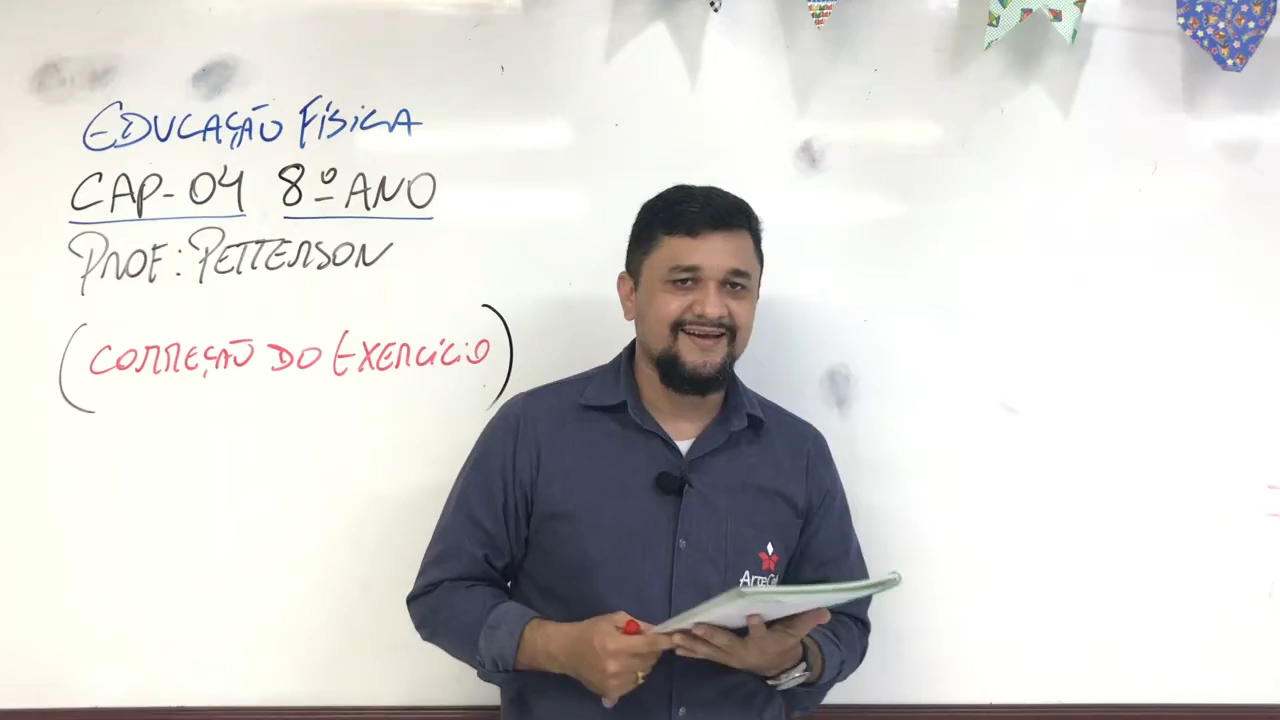 EDUCAÇÃO FÍSICA
CAP-04 8º ANO
PROF: PETTERSON
(CORREÇÃO DO EXERCÍCIO)